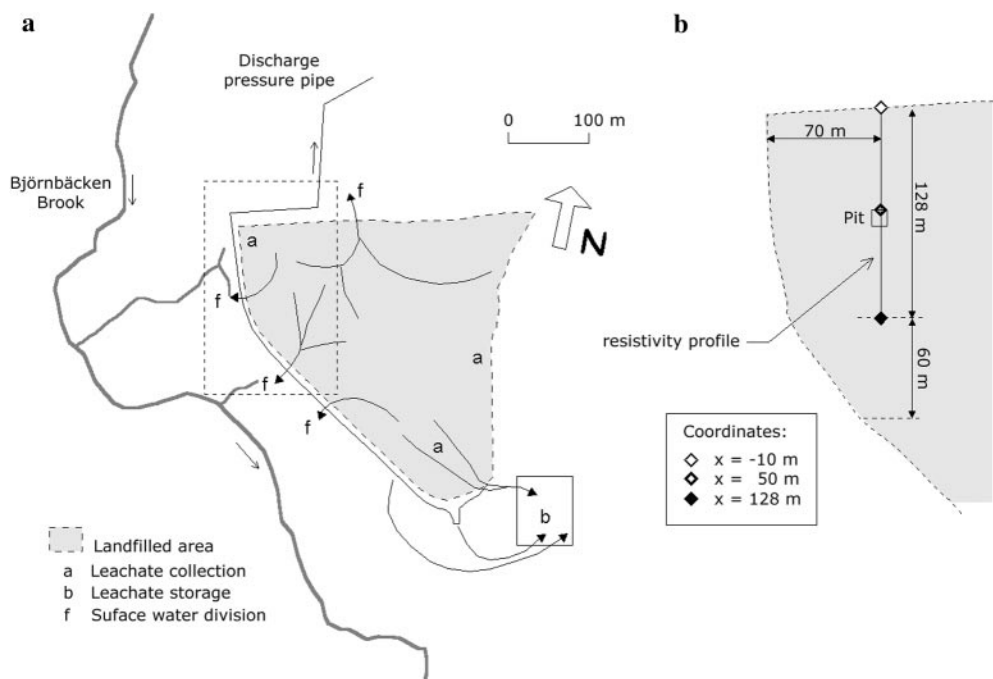 a
Discharge
pressure pipe
0 100 m
Björnbäcken
Brook
f
N
a
f
a
f
f
a
b
Landfilled area
a Leachate collection
b Leachate storage
f Suface water division
b
70 m
128 m
Pit
resistivity profile
60 m
Coordinates:
x = -10 m
x = 50 m
x = 128 m